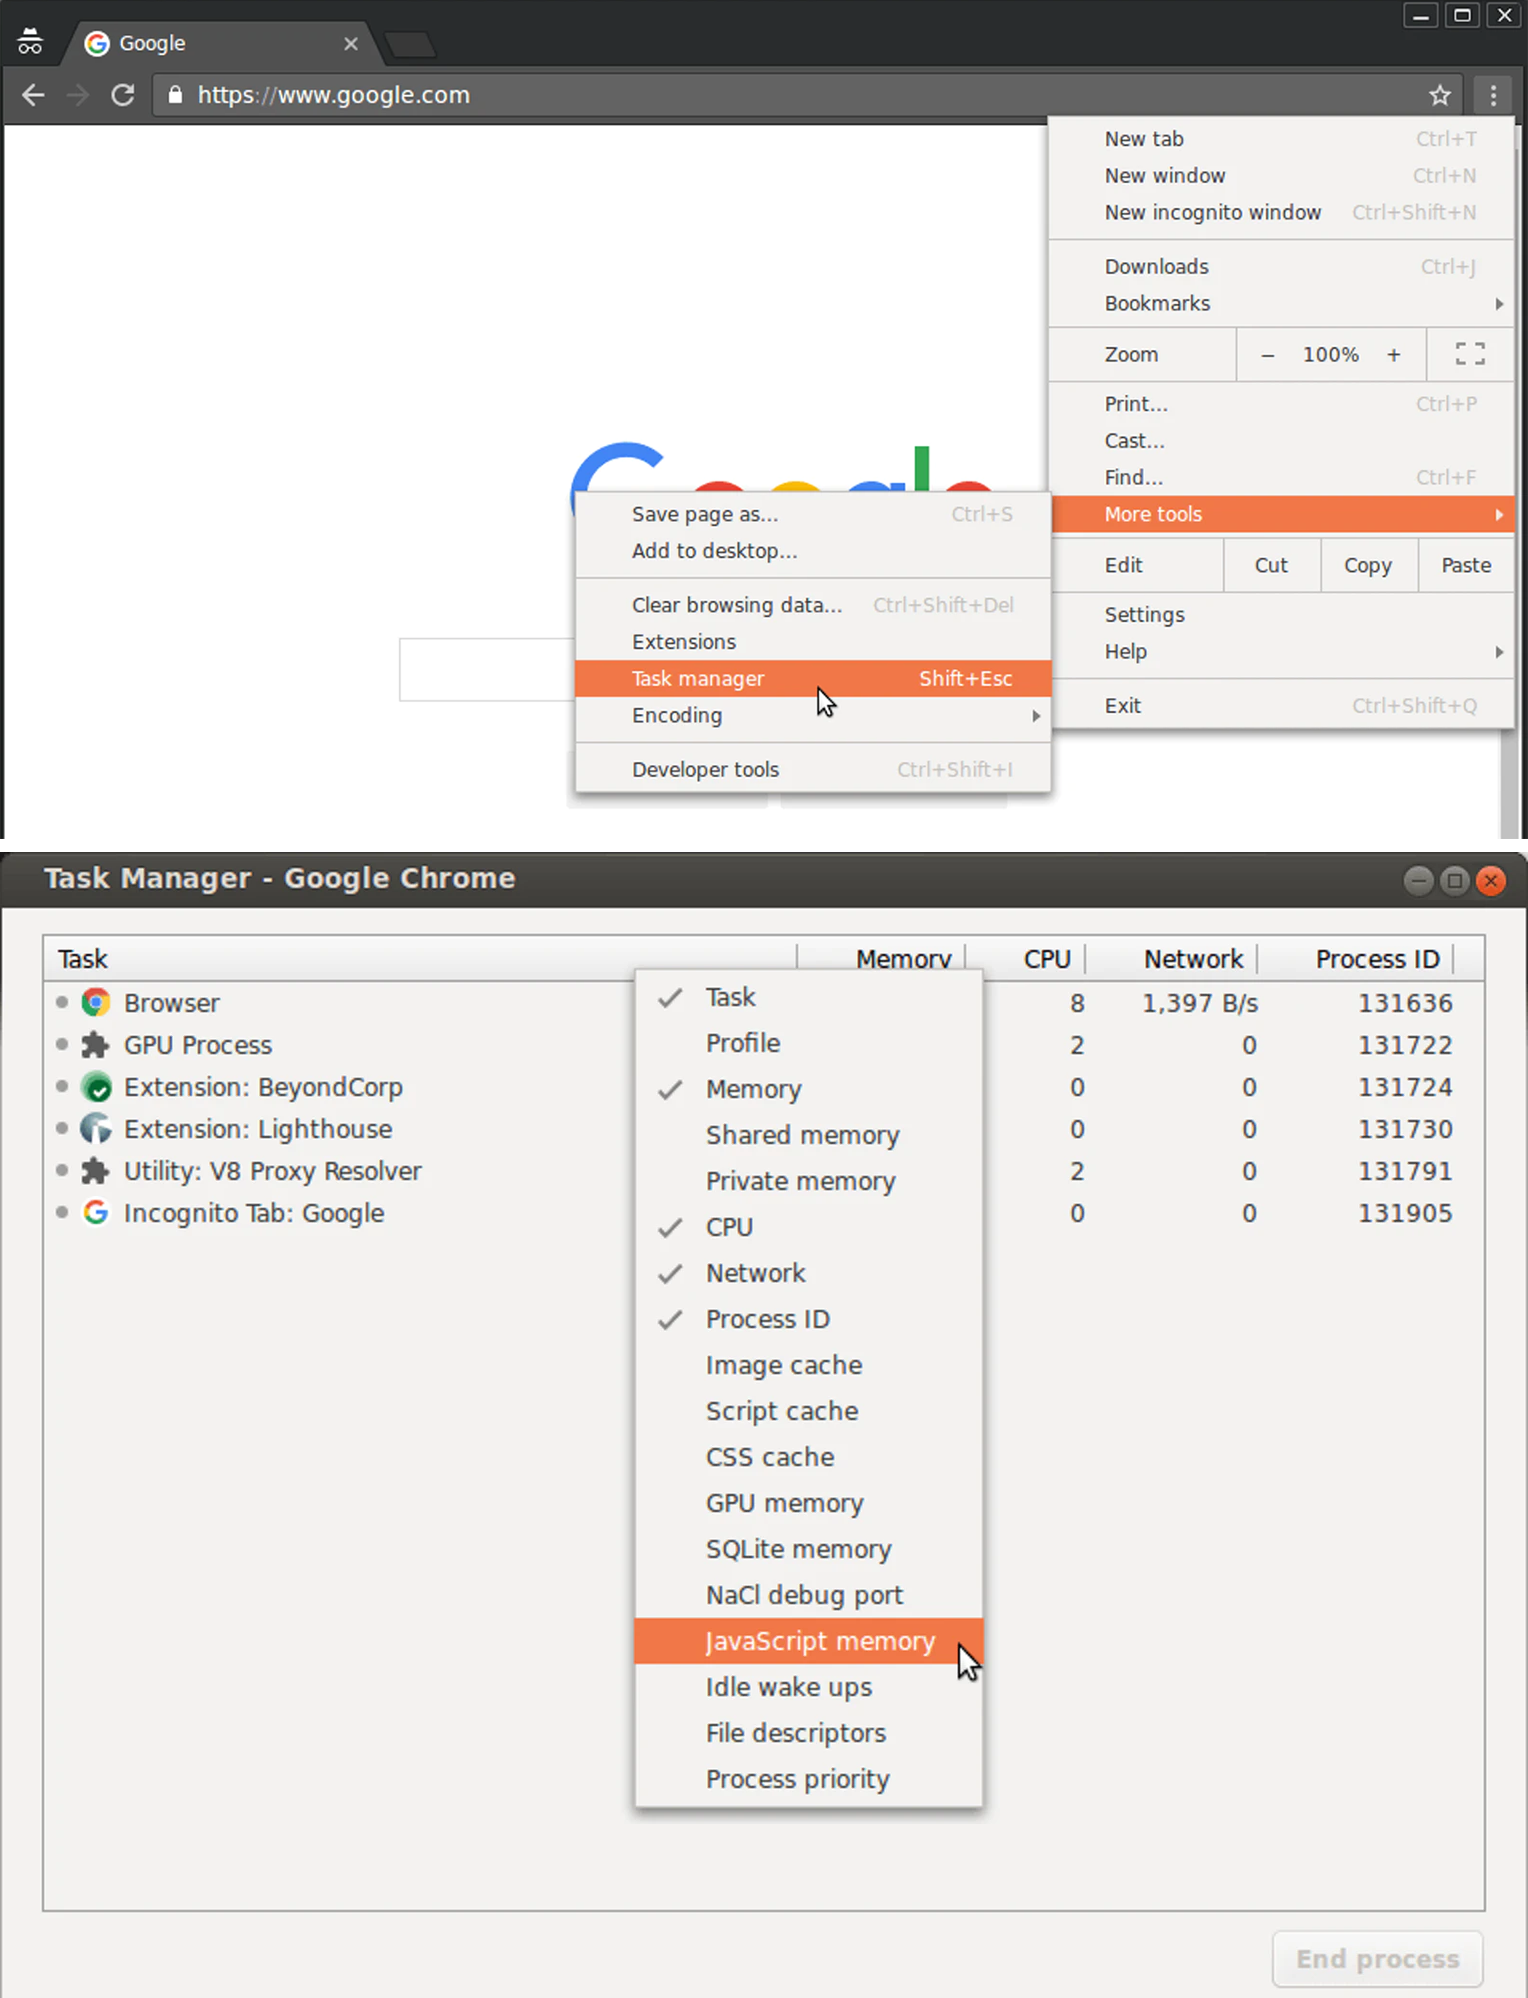 Google
https://www.google.com
New tab Ctrl+T
New window Ctrl+N
New incognito window Ctrl+Shift+N
Downloads Ctrl+J
Bookmarks
Zoom − 100% +
Print... Ctrl+P
Cast...
Find... Ctrl+F
More tools
Edit Cut Copy Paste
Settings
Help
Exit Ctrl+Shift+Q
Save page as... Ctrl+S
Add to desktop...
Clear browsing data... Ctrl+Shift+Del
Extensions
Task manager Shift+Esc
Encoding
Developer tools Ctrl+Shift+I
Task Manager - Google Chrome
Task Memory CPU Network Process ID
Browser 8 1,397 B/s 131636
GPU Process 2 0 131722
Extension: BeyondCorp 0 0 131724
Extension: Lighthouse 0 0 131730
Utility: V8 Proxy Resolver 2 0 131791
Incognito Tab: Google 0 0 131905
Task
Profile
Memory
Shared memory
Private memory
CPU
Network
Process ID
Image cache
Script cache
CSS cache
GPU memory
SQLite memory
NaCl debug port
JavaScript memory
Idle wake ups
File descriptors
Process priority
End process